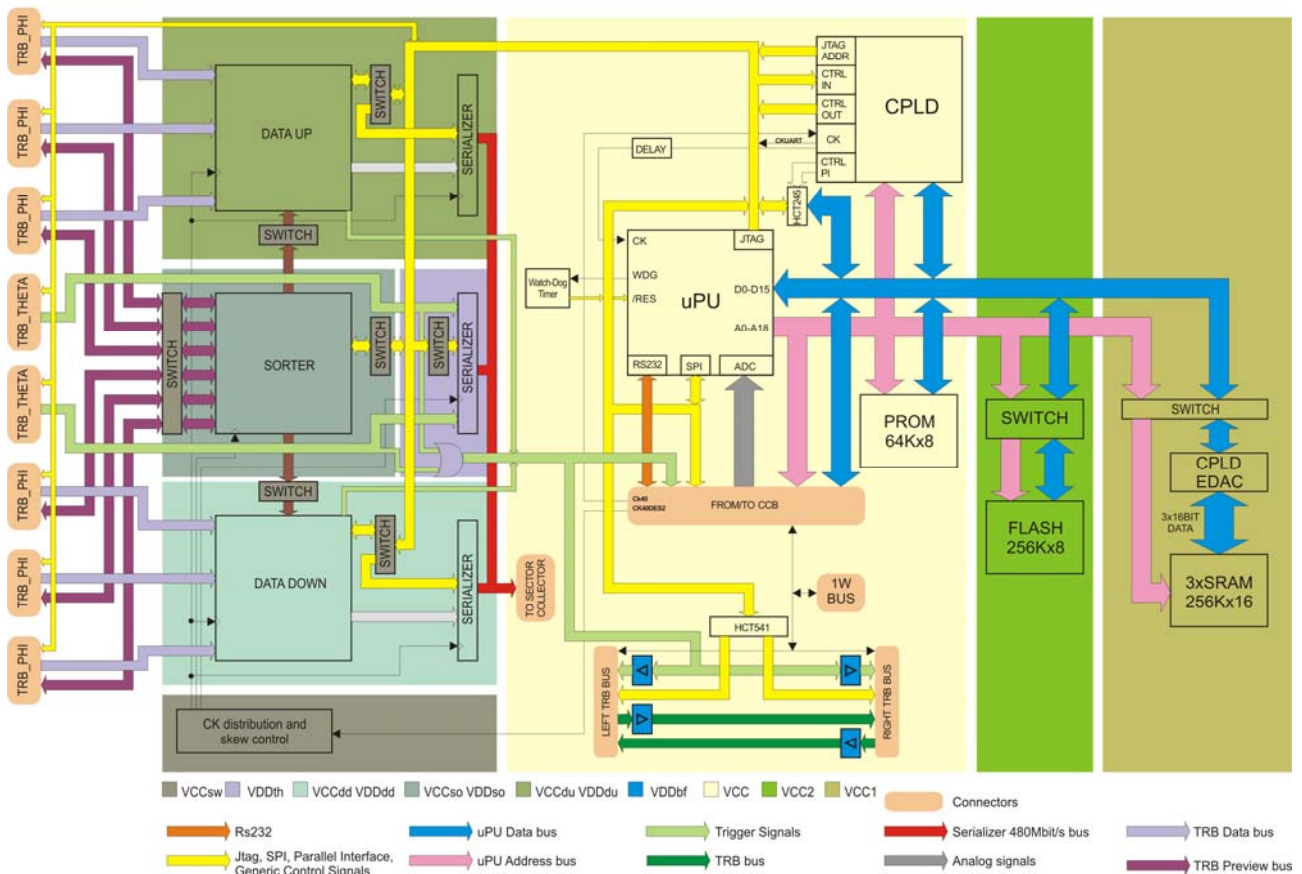 TRB_PHI
TRB_PHI
TRB_PHI
TRB_THETA
TRB_THETA
TRB_PHI
TRB_PHI
TRB_PHI
DATA UP
SWITCH
SERIALIZER
SWITCH
SWITCH
SORTER
SWITCH
SWITCH
SERIALIZER
SWITCH
DATA DOWN
SWITCH
SERIALIZER
TO SECTOR
COLLECTOR
CK distribution and
skew control
JTAG
ADDR
CTRL
IN
CTRL
OUT
CK
CTRL
PI
CPLD
CKUART
DELAY
HCT245
CK
JTAG
WDG
/RES
uPU
D0-D15
A0-A18
RS232
SPI
ADC
Watch-Dog
Timer
PROM
64Kx8
Ck40
CK40DES2
FROM/TO CCB
1W
BUS
HCT541
LEFT TRB BUS
RIGHT TRB BUS
SWITCH
FLASH
256Kx8
SWITCH
CPLD
EDAC
3x16BIT
DATA
3xSRAM
256Kx16
VCCsw
VDDth
VCCdd VDDdd
VCCso VDDso
VCCdu VDDdu
VDDbf
VCC
VCC2
VCC1
Connectors
Rs232
uPU Data bus
Trigger Signals
Serializer 480Mbit/s bus
TRB Data bus
Jtag, SPI, Parallel Interface,
Generic Control Signals
uPU Address bus
TRB bus
Analog signals
TRB Preview bus